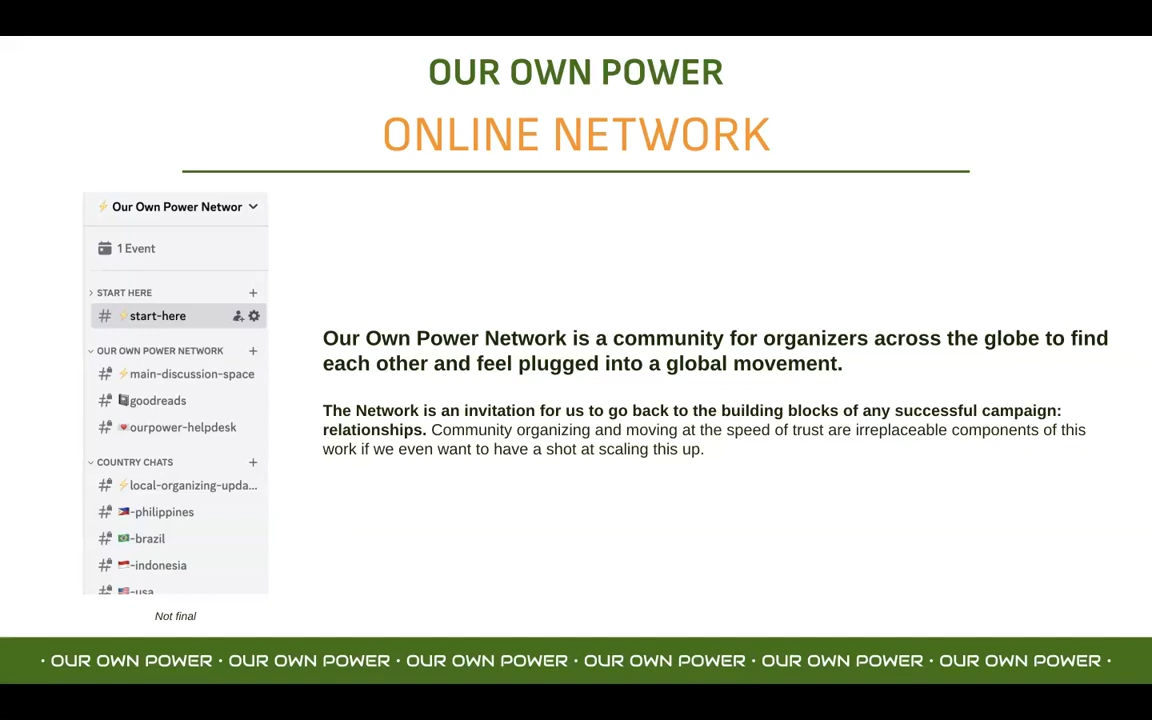 OUR OWN POWER
ONLINE NETWORK
Our Own Power Networ
1 Event
START HERE
start-here
OUR OWN POWER NETWORK
main-discussion-space
goodreads
ourpower-helpdesk
COUNTRY CHATS
local-organizing-upda...
-philippines
-brazil
-indonesia
-usa
Not final
Our Own Power Network is a community for organizers across the globe to find
each other and feel plugged into a global movement.
The Network is an invitation for us to go back to the building blocks of any successful campaign:
relationships. Community organizing and moving at the speed of trust are irreplaceable components of this
work if we even want to have a shot at scaling this up.
· OUR OWN POWER · OUR OWN POWER · OUR OWN POWER · OUR OWN POWER · OUR OWN POWER · OUR OWN POWER ·